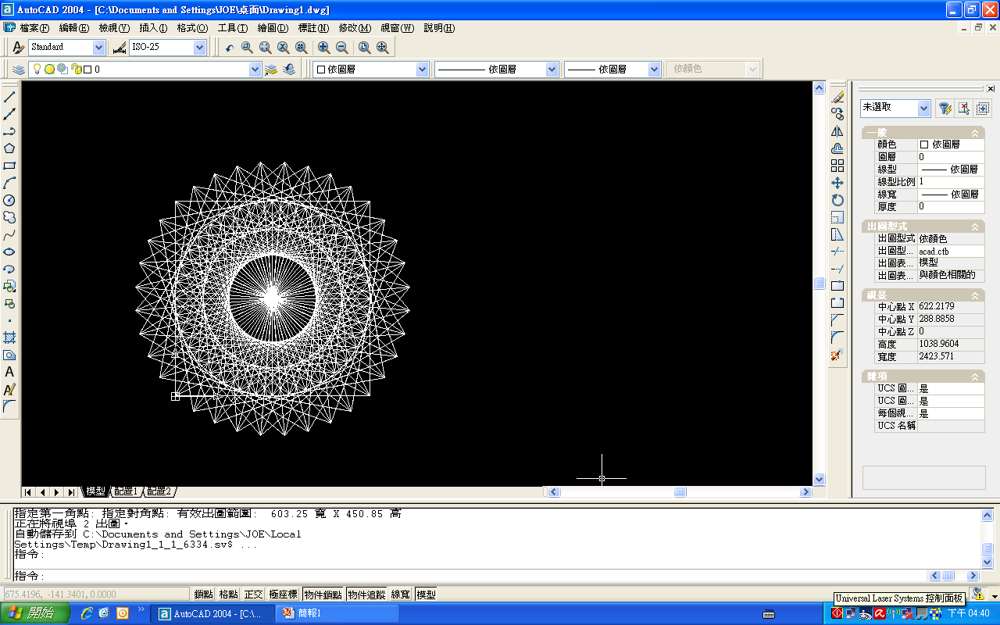 AutoCAD 2004 - [C:\Documents and Settings\JOE\桌面\Drawing1.dwg]
檔案(F) 編輯(E) 檢視(V) 插入(I) 格式(O) 工具(T) 繪圖(D) 標註(N) 修改(M) 視窗(W) 說明(H)
Standard ISO-25
0 依圖層 依圖層 依圖層 依顏色
未選取
一般
顏色 依圖層
圖層 0
線型 依圖層
線型比例 1
線寬 依圖層
厚度 0
出圖型式
出圖型式 依顏色
出圖型... acad.ctb
出圖表... 模型
出圖表... 與顏色相關的
視景
中心點 X 622.2179
中心點 Y 288.8858
中心點 Z 0
高度 1038.9604
寬度 2423.571
雜項
UCS 圖... 是
UCS 圖... 是
每個視... 是
UCS 名稱
模型 配置1 配置2
指定第一角點: 指定對角點: 有效出圖範圍: 603.25 寬 X 450.85 高
正在將視埠 2 出圖。
自動儲存到 C:\Documents and Settings\JOE\Local
Settings\Temp\Drawing1_1_1_6334.sv$ ...
指令:
指令:
675.4196, -141.3401, 0.0000 鎖點 格點 正交 極座標 物件鎖點 物件追蹤 線寬 模型
Universal Laser Systems 控制面板
開始 AutoCAD 2004 - [C:\... 簡報1 下午 04:40